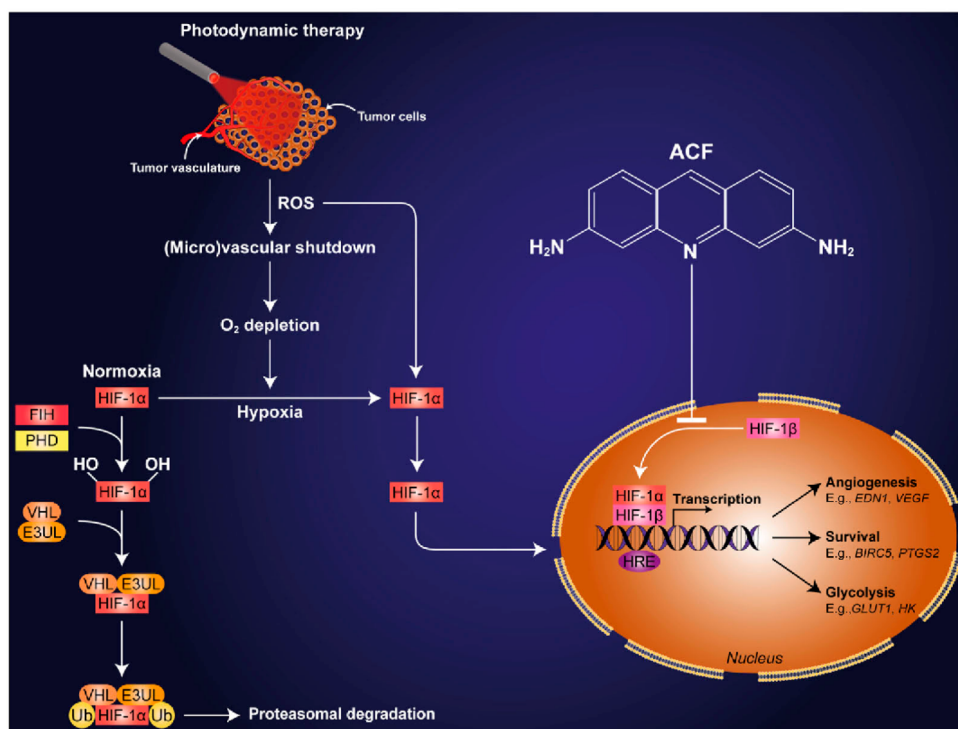 Photodynamic therapy
Tumor cells
Tumor vasculature
ROS
(Micro)vascular shutdown
O₂ depletion
Normoxia
HIF-1α
Hypoxia
HIF-1α
FIH
PHD
HO
OH
HIF-1α
HIF-1α
VHL
E3UL
VHL E3UL
HIF-1α
VHL E3UL
Ub HIF-1α Ub
Proteasomal degradation
ACF
H₂N
N
NH₂
HIF-1β
HIF-1α
HIF-1β
Transcription
HRE
Angiogenesis
E.g., EDN1, VEGF
Survival
E.g., BIRC5, PTGS2
Glycolysis
E.g.,GLUT1, HK
Nucleus